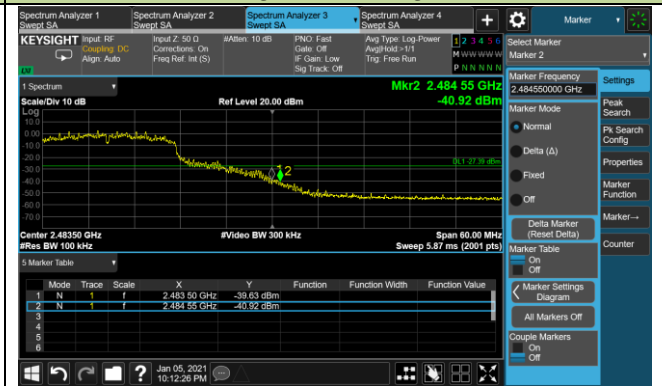 Spectrum Analyzer 1
Swept SA
Spectrum Analyzer 2
Swept SA
Spectrum Analyzer 3
Swept SA
Spectrum Analyzer 4
Swept SA
Marker
KEYSIGHT
Input: RF
Coupling: DC
Align: Auto
Input Z: 50 Ω
Corrections: On
Freq Ref: Int (S)
#Atten: 10 dB
PNO: Fast
Gate: Off
IF Gain: Low
Sig Track: Off
Avg Type: Log-Power
Avg|Hold:>1/1
Trig: Free Run
1 2 3 4 5 6
M W W W W W
P N N N N N
LXI
Select Marker
Marker 2
1 Spectrum
Scale/Div 10 dB
Log
Ref Level 20.00 dBm
Mkr2 2.484 55 GHz
-40.92 dBm
10.0
0.00
-10.0
-20.0
-30.0
-40.0
-50.0
-60.0
-70.0
1 2
DL1 -27.39 dBm
Center 2.48350 GHz
#Res BW 100 kHz
#Video BW 300 kHz
Span 60.00 MHz
Sweep 5.87 ms (2001 pts)
5 Marker Table
Mode Trace Scale X Y Function Function Width Function Value
1 N 1 f 2.483 50 GHz -39.63 dBm
2 N 1 f 2.484 55 GHz -40.92 dBm
3
4
5
6
Marker Frequency
2.484550000 GHz
Marker Mode
Normal
Delta (Δ)
Fixed
Off
Delta Marker
(Reset Delta)
Marker Table
On
Off
Marker Settings
Diagram
All Markers Off
Couple Markers
On
Off
Settings
Peak
Search
Pk Search
Config
Properties
Marker
Function
Marker→
Counter
Jan 05, 2021
10:12:26 PM